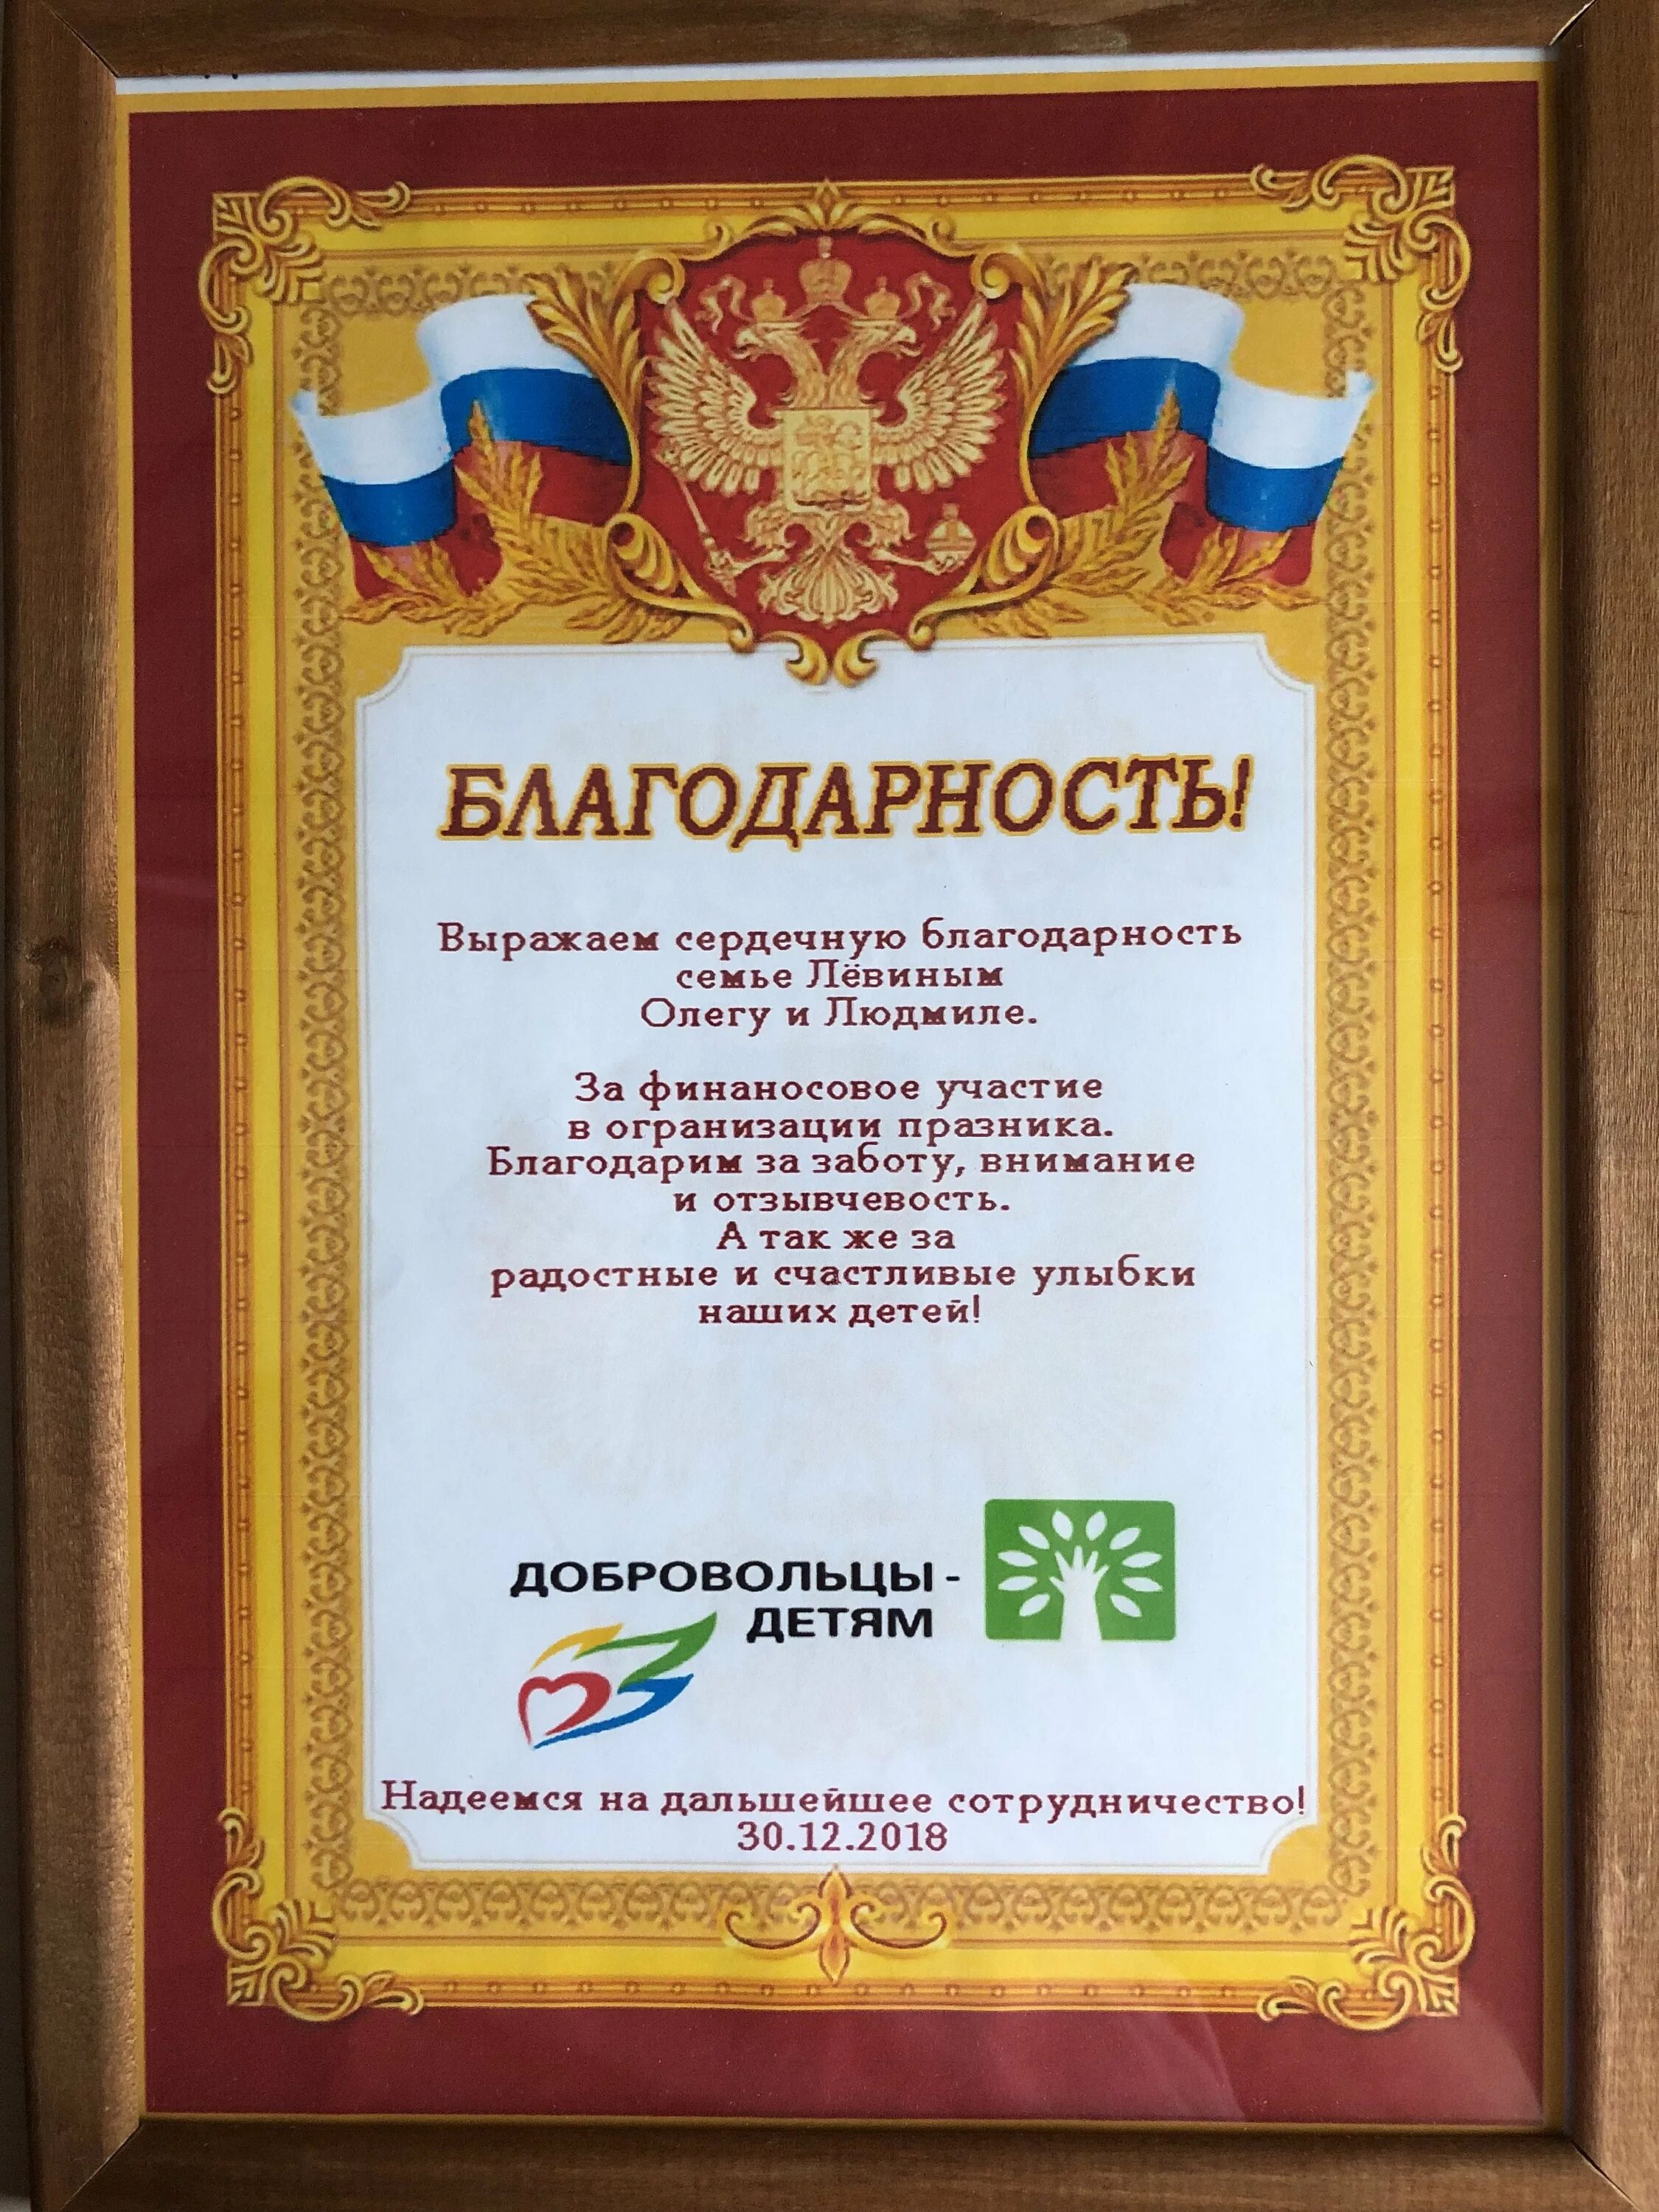 БЛАГОДАРНОСТЬ!
Выражаем сердечную благодарность
семье Лёвиным
Олегу и Людмиле.
За финаносовое участие
в огранизации празника.
Благодарим за заботу, внимание
и отзывчевость.
А так же за
радостные и счастливые улыбки
наших детей!
ДОБРОВОЛЬЦЫ -
ДЕТЯМ
Надеемся на дальшейшее сотрудничество!
30.12.2018